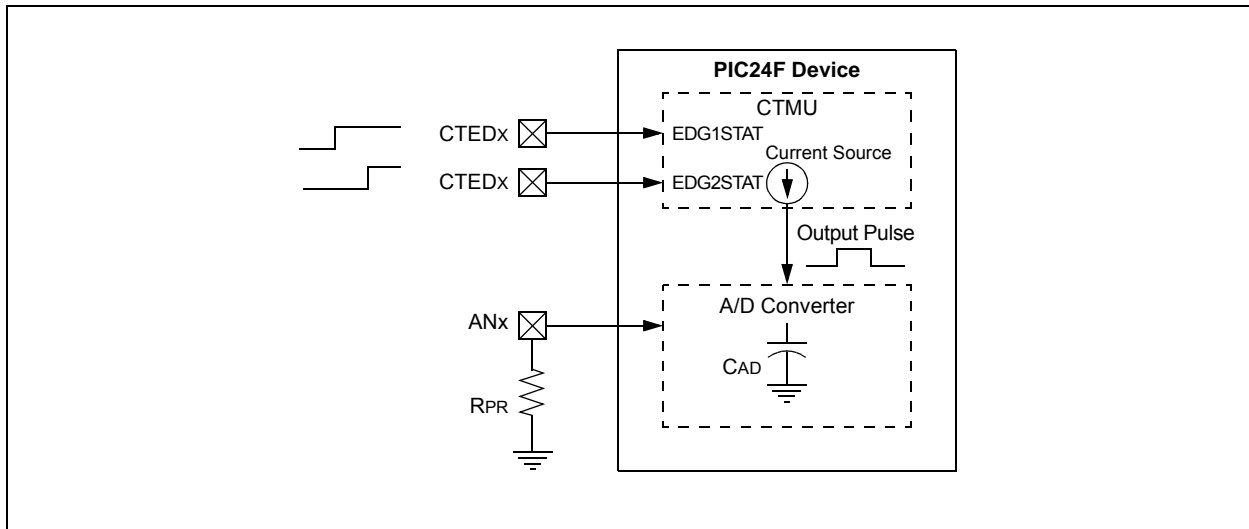 PIC24F Device
CTMU
CTEDX
EDG1STAT
Current Source
CTEDX
EDG2STAT
Output Pulse
A/D Converter
ANx
CAD
RPR